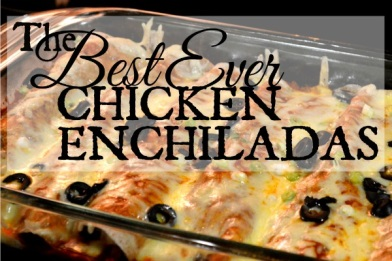 The
Best Ever
CHICKEN
ENCHILADAS